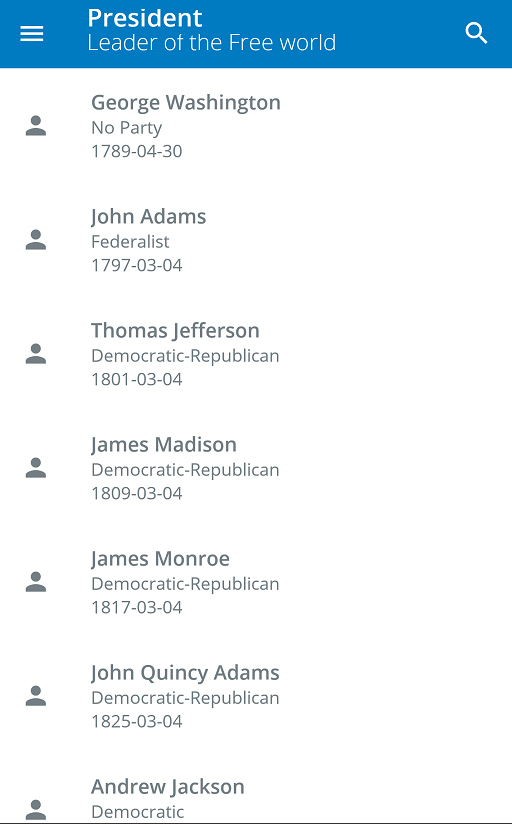 President
Leader of the Free world
George Washington
No Party
1789-04-30
John Adams
Federalist
1797-03-04
Thomas Jefferson
Democratic-Republican
1801-03-04
James Madison
Democratic-Republican
1809-03-04
James Monroe
Democratic-Republican
1817-03-04
John Quincy Adams
Democratic-Republican
1825-03-04
Andrew Jackson
Democratic